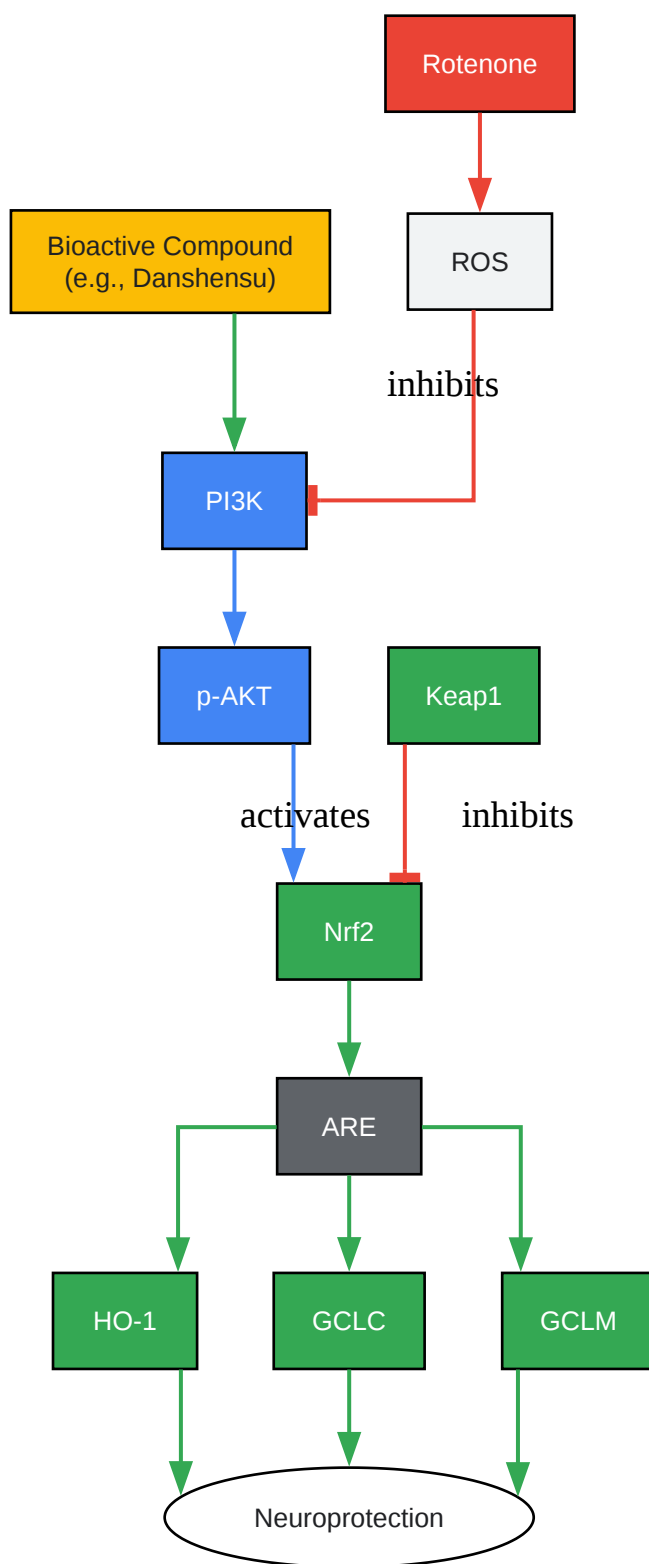 Rotenone
Bioactive Compound
(e.g., Danshensu)
ROS
inhibits
PI3K
p-AKT
Keap1
activates
inhibits
Nrf2
ARE
HO-1
GCLC
GCLM
Neuroprotection